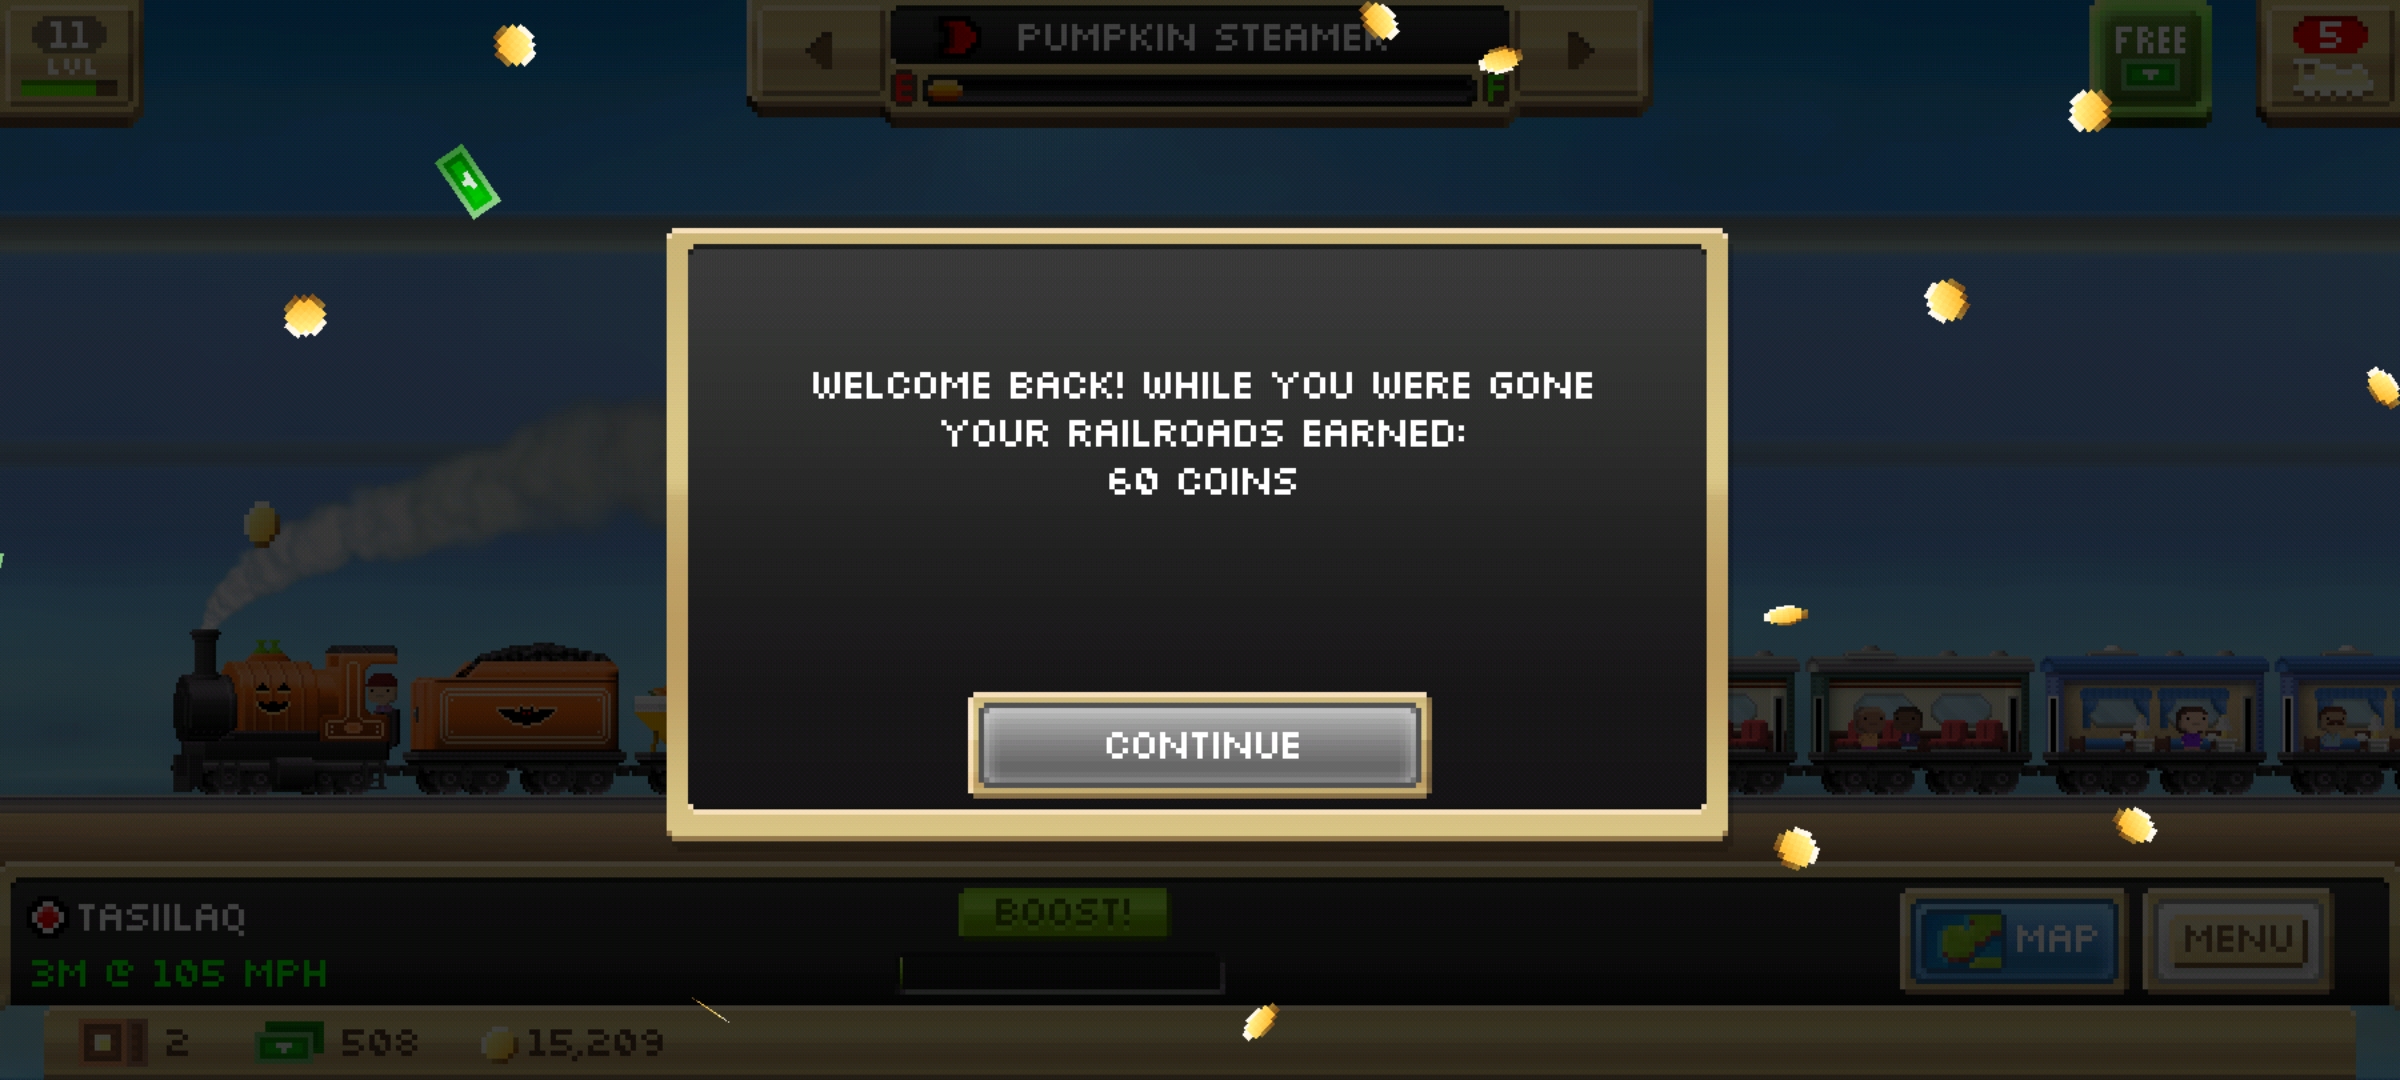 11
LVL
PUMPKIN STEAMER
E
F
FREE
5
WELCOME BACK! WHILE YOU WERE GONE
YOUR RAILROADS EARNED:
60 COINS
CONTINUE
TASIILAQ
3M @ 105 MPH
BOOST!
MAP
MENU
2
508
15,209